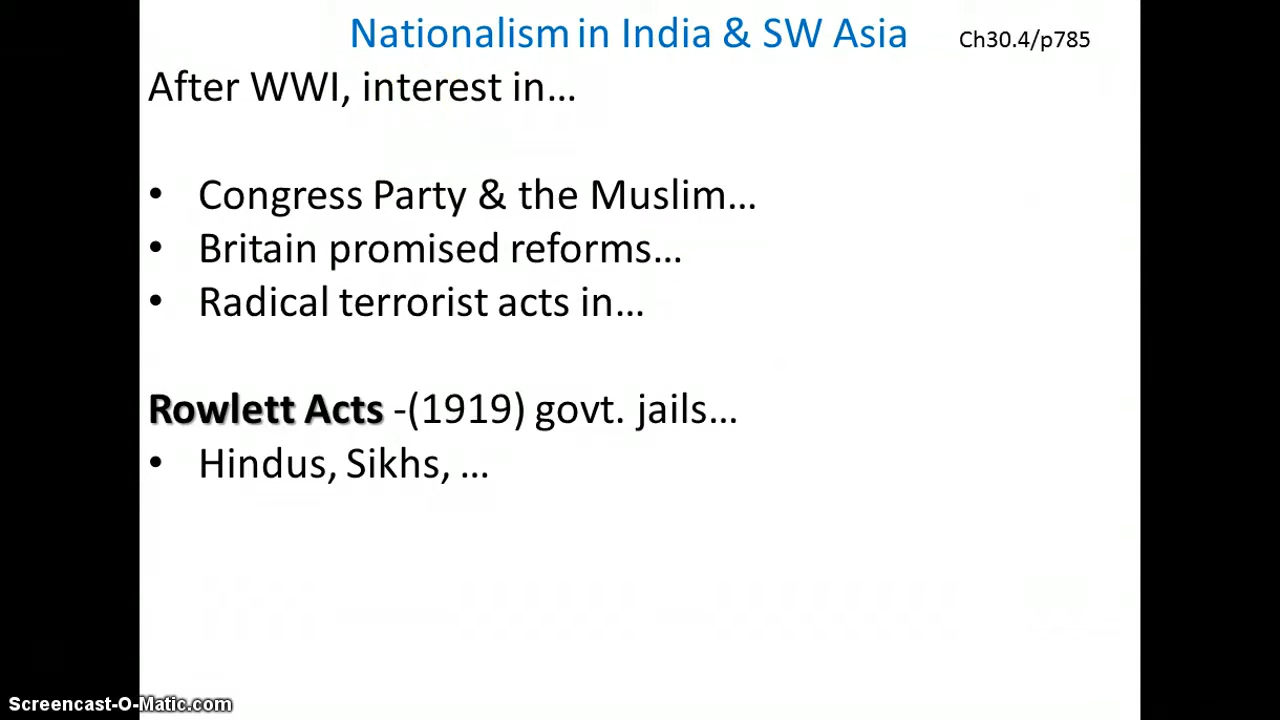 Nationalism in India & SW Asia Ch30.4/p785
After WWI, interest in…
• Congress Party & the Muslim…
• Britain promised reforms…
• Radical terrorist acts in…
Rowlett Acts -(1919) govt. jails…
• Hindus, Sikhs, …
Screencast-O-Matic.com